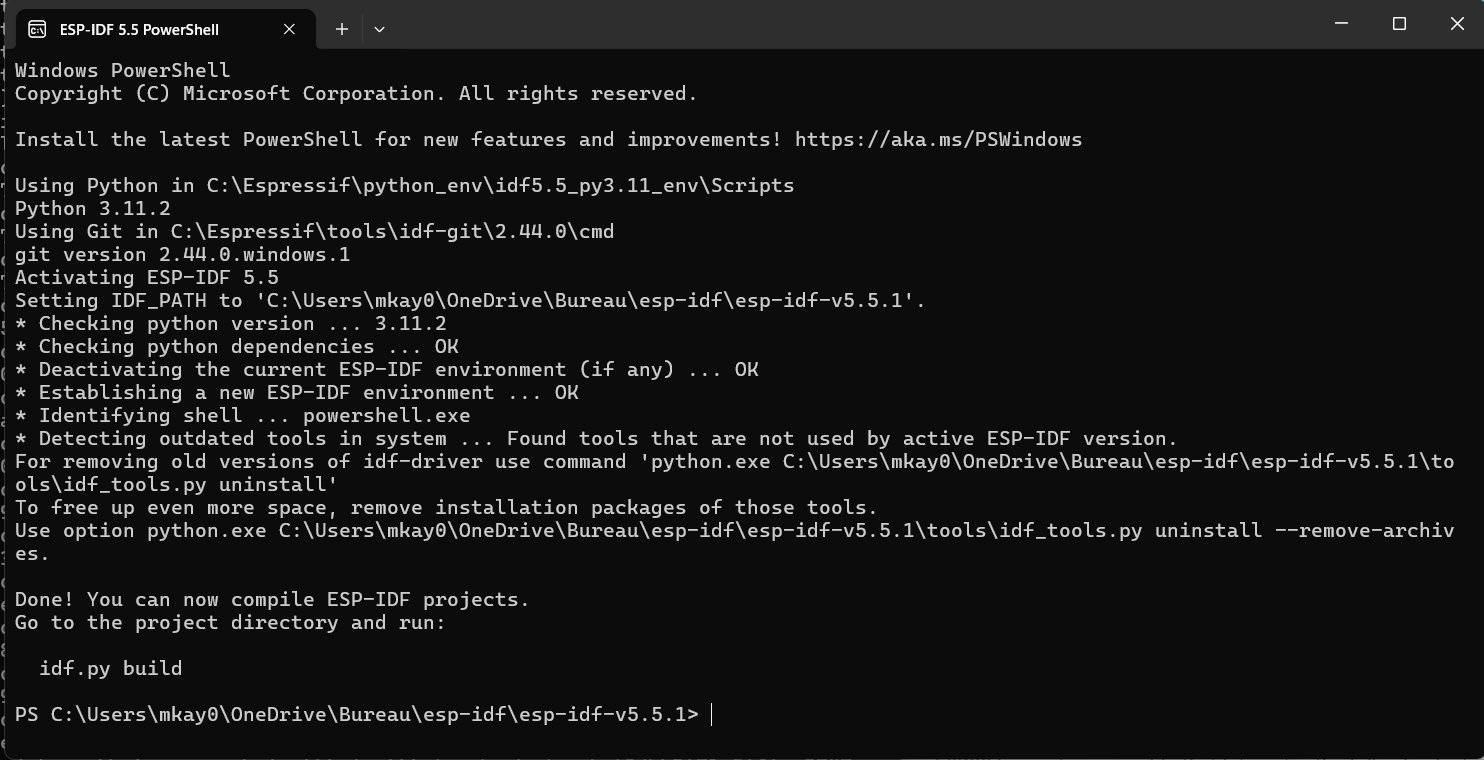 ESP-IDF 5.5 PowerShell
Windows PowerShell
Copyright (C) Microsoft Corporation. All rights reserved.
Install the latest PowerShell for new features and improvements! https://aka.ms/PSWindows
Using Python in C:\Espressif\python_env\idf5.5_py3.11_env\Scripts
Python 3.11.2
Using Git in C:\Espressif\tools\idf-git\2.44.0\cmd
git version 2.44.0.windows.1
Activating ESP-IDF 5.5
Setting IDF_PATH to 'C:\Users\mkay0\OneDrive\Bureau\esp-idf\esp-idf-v5.5.1'.
* Checking python version ... 3.11.2
* Checking python dependencies ... OK
* Deactivating the current ESP-IDF environment (if any) ... OK
* Establishing a new ESP-IDF environment ... OK
* Identifying shell ... powershell.exe
* Detecting outdated tools in system ... Found tools that are not used by active ESP-IDF version.
For removing old versions of idf-driver use command 'python.exe C:\Users\mkay0\OneDrive\Bureau\esp-idf\esp-idf-v5.5.1\to
ols\idf_tools.py uninstall'
To free up even more space, remove installation packages of those tools.
Use option python.exe C:\Users\mkay0\OneDrive\Bureau\esp-idf\esp-idf-v5.5.1\tools\idf_tools.py uninstall --remove-archiv
es.
Done! You can now compile ESP-IDF projects.
Go to the project directory and run:
idf.py build
PS C:\Users\mkay0\OneDrive\Bureau\esp-idf\esp-idf-v5.5.1>